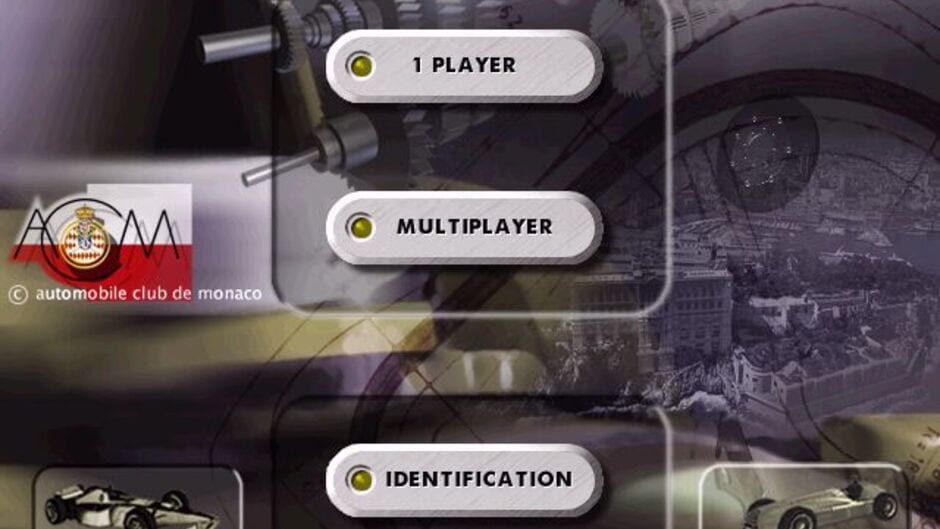 1 PLAYER
MULTIPLAYER
ACM
© automobile club de monaco
IDENTIFICATION